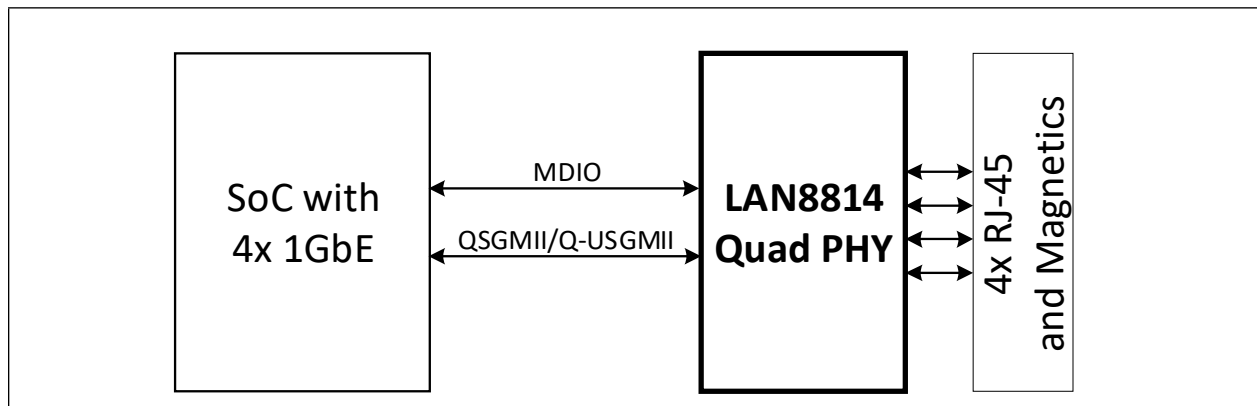 SoC with
4x 1GbE
MDIO
QSGMII/Q-USGMII
LAN8814
Quad PHY
4x RJ-45
and Magnetics